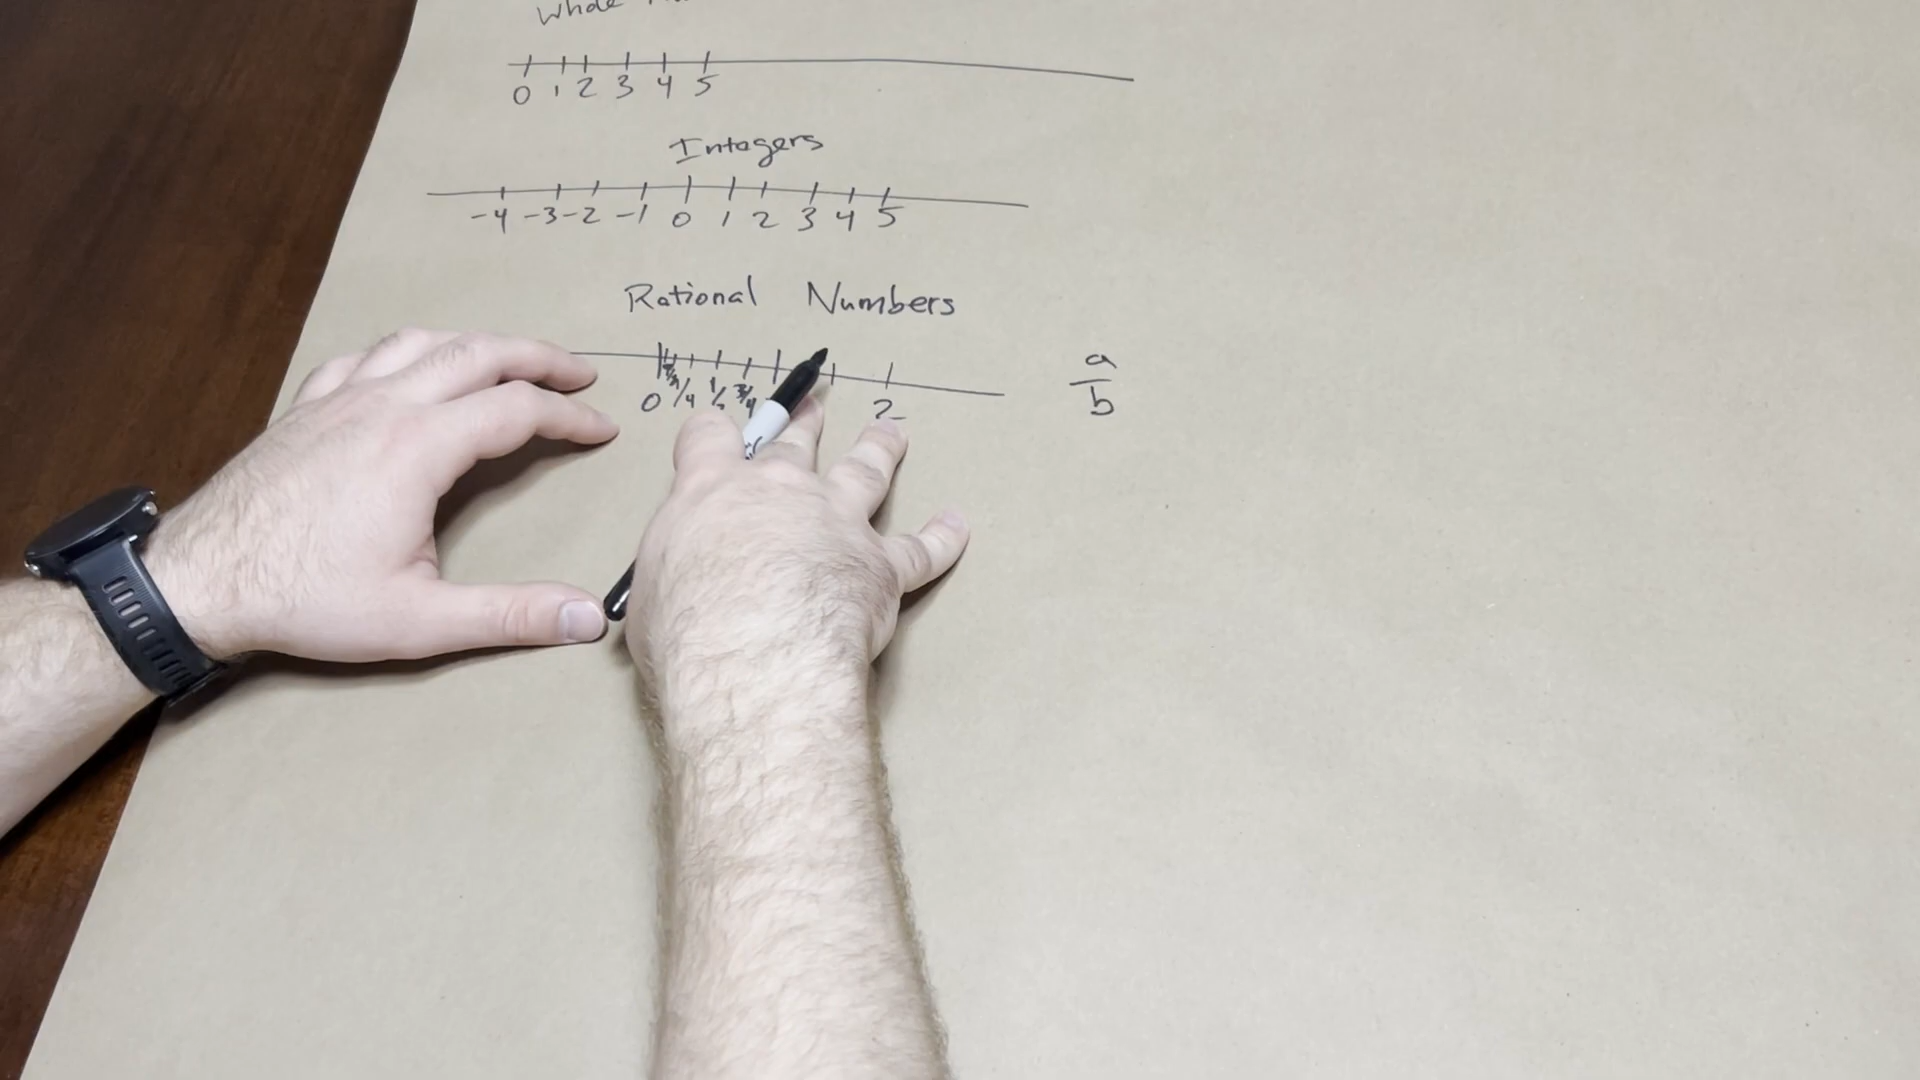 Whole
0 1 2 3 4 5
Integers
-4 -3 -2 -1 0 1 2 3 4 5
Rational Numbers
0 1/4 1/2 3/4 2
a
b